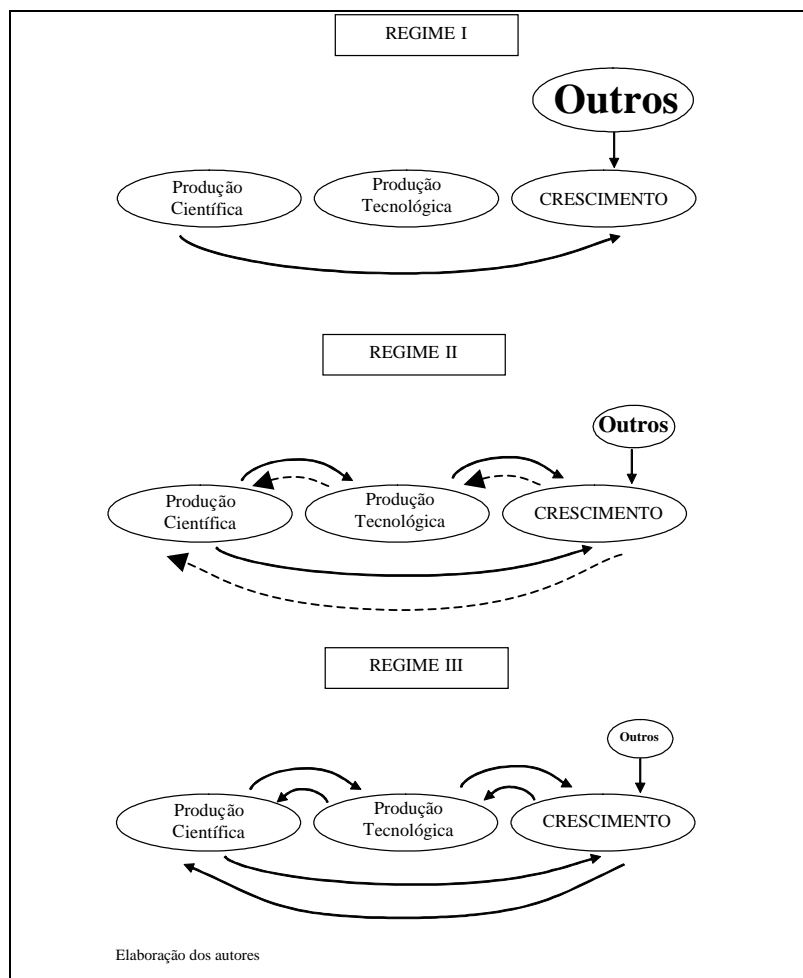 REGIME I
Outros
Produção
Científica
Produção
Tecnológica
CRESCIMENTO
REGIME II
Outros
Produção
Científica
Produção
Tecnológica
CRESCIMENTO
REGIME III
Outros
Produção
Científica
Produção
Tecnológica
CRESCIMENTO
Elaboração dos autores